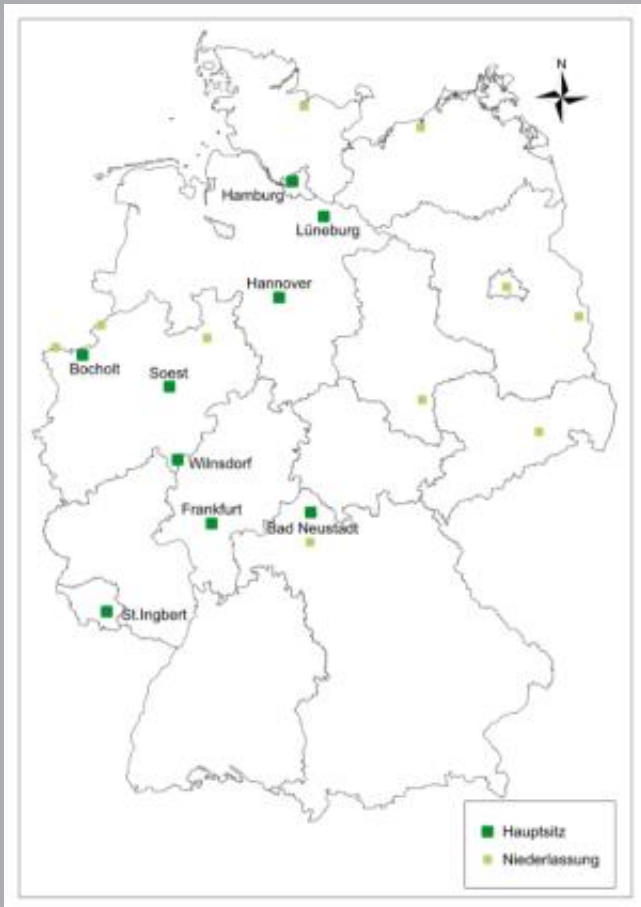 N
Hamburg
Lüneburg
Hannover
Bocholt
Soest
Wilnsdorf
Frankfurt
Bad Neustadt
St.Ingbert
Hauptsitz
Niederlassung